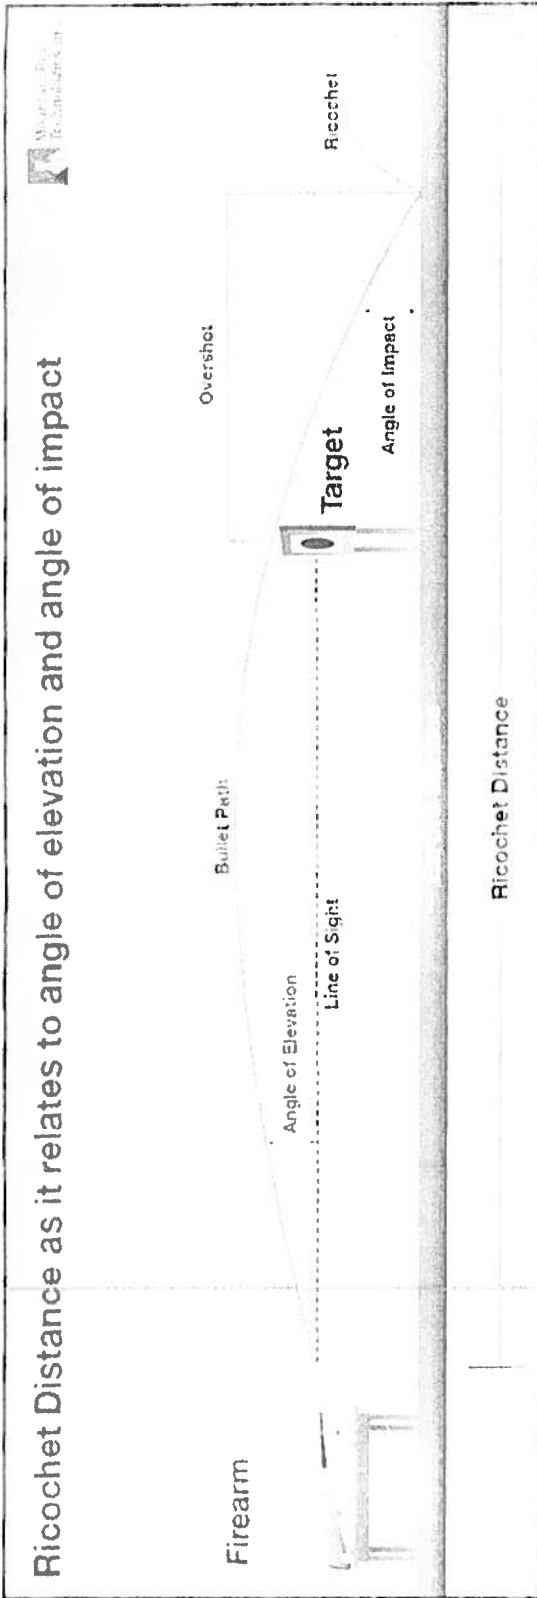 Ricochet Distance as it relates to angle of elevation and angle of impact
Firearm
Bullet Path
Overshot
Ricochet
Angle of Elevation
Line of Sight
Target
Angle of Impact
Ricochet Distance